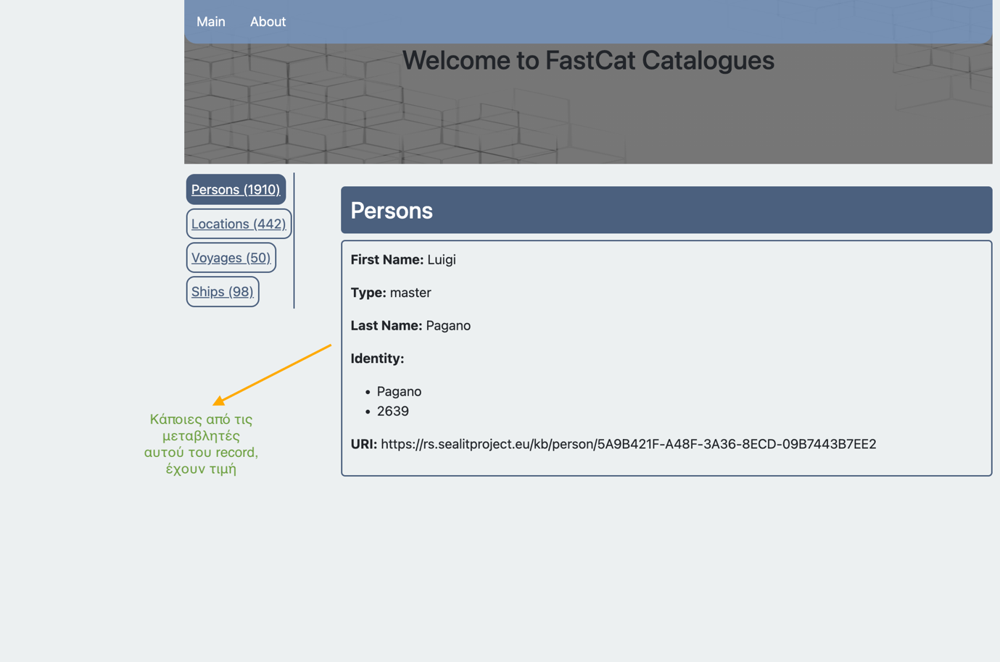 Main About
Welcome to FastCat Catalogues
Persons (1910)
Locations (442)
Voyages (50)
Ships (98)
Persons
First Name: Luigi
Type: master
Last Name: Pagano
Identity:
• Pagano
• 2639
URI: https://rs.sealitproject.eu/kb/person/5A9B421F-A48F-3A36-8ECD-09B7443B7EE2
Κάποιες από τις
μεταβλητές
αυτού του record,
έχουν τιμή